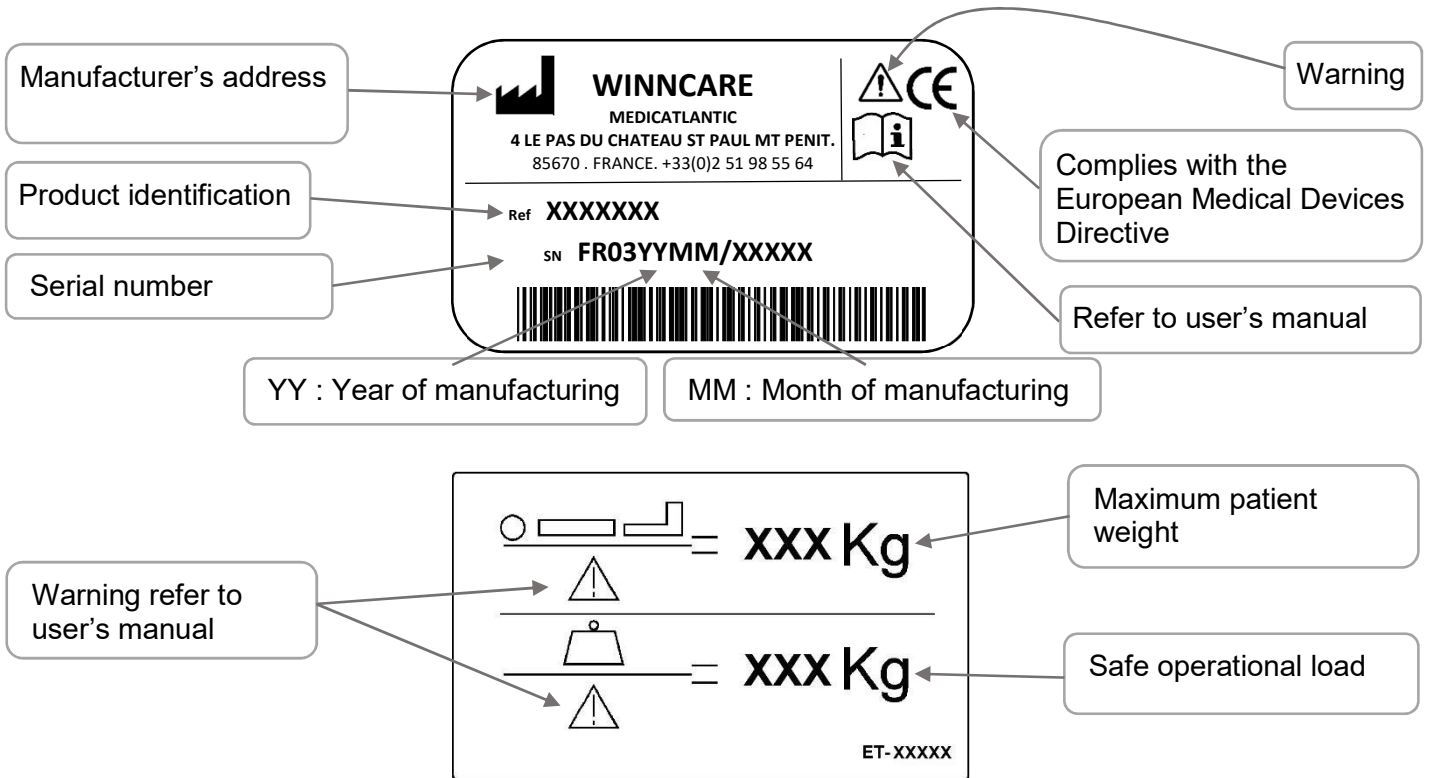 Manufacturer's address
WINNCARE
MEDICATLANTIC
4 LE PAS DU CHATEAU ST PAUL MT PENIT.
85670 . FRANCE. +33(0)2 51 98 55 64
CE
i
Warning
Complies with the
European Medical Devices
Directive
Product identification
Ref XXXXXXX
Serial number
SN FR03YYMM/XXXXX
Refer to user's manual
YY : Year of manufacturing
MM : Month of manufacturing
Maximum patient
weight
XXX Kg
Warning refer to
user's manual
XXX Kg
Safe operational load
ET-XXXXX